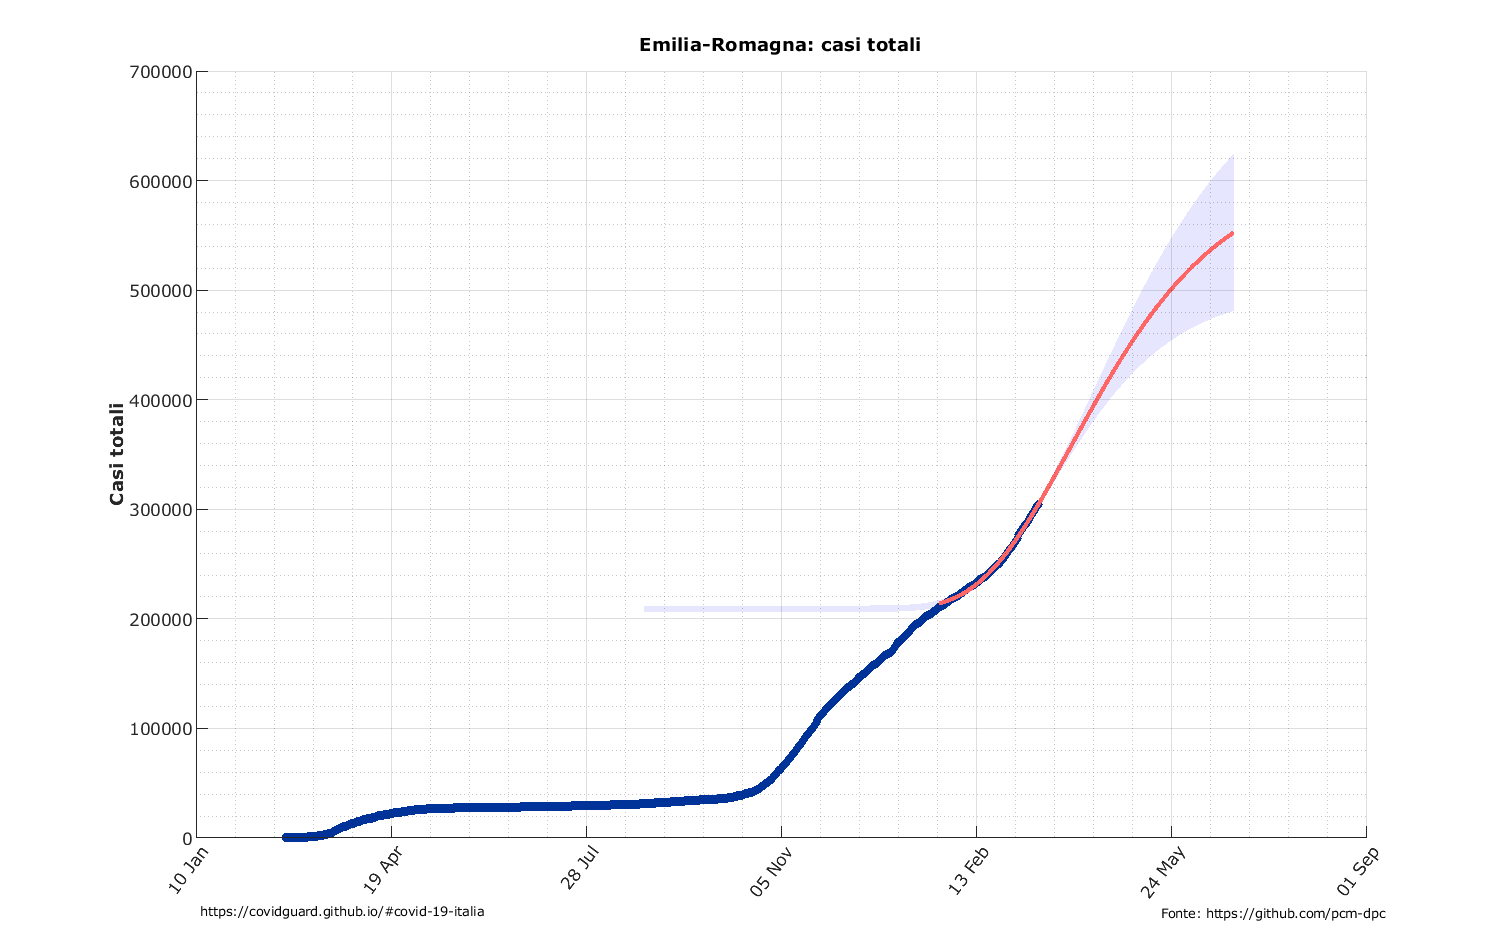 Emilia-Romagna: casi totali
700000
600000
500000
400000
300000
200000
100000
0
Casi totali
10 Jan
19 Apr
28 Jul
05 Nov
13 Feb
24 May
01 Sep
https://covidguard.github.io/#covid-19-italia
Fonte: https://github.com/pcm-dpc